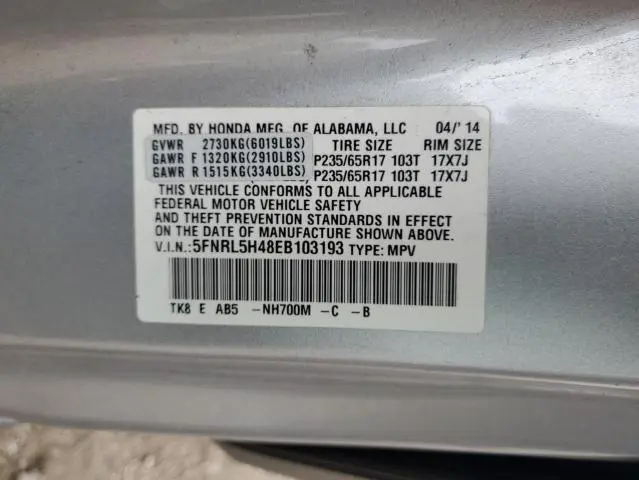 MFD. BY HONDA MFG. OF ALABAMA, LLC 04/'14
GVWR 2730KG(6019LBS) TIRE SIZE RIM SIZE
GAWR F 1320KG(2910LBS) P235/65R17 103T 17X7J
GAWR R 1515KG(3340LBS) P235/65R17 103T 17X7J
THIS VEHICLE CONFORMS TO ALL APPLICABLE
FEDERAL MOTOR VEHICLE SAFETY
AND THEFT PREVENTION STANDARDS IN EFFECT
ON THE DATE OF MANUFACTURE SHOWN ABOVE.
V.I.N.:5FNRL5H48EB103193 TYPE: MPV
TK8 E AB5 -NH700M -C -B